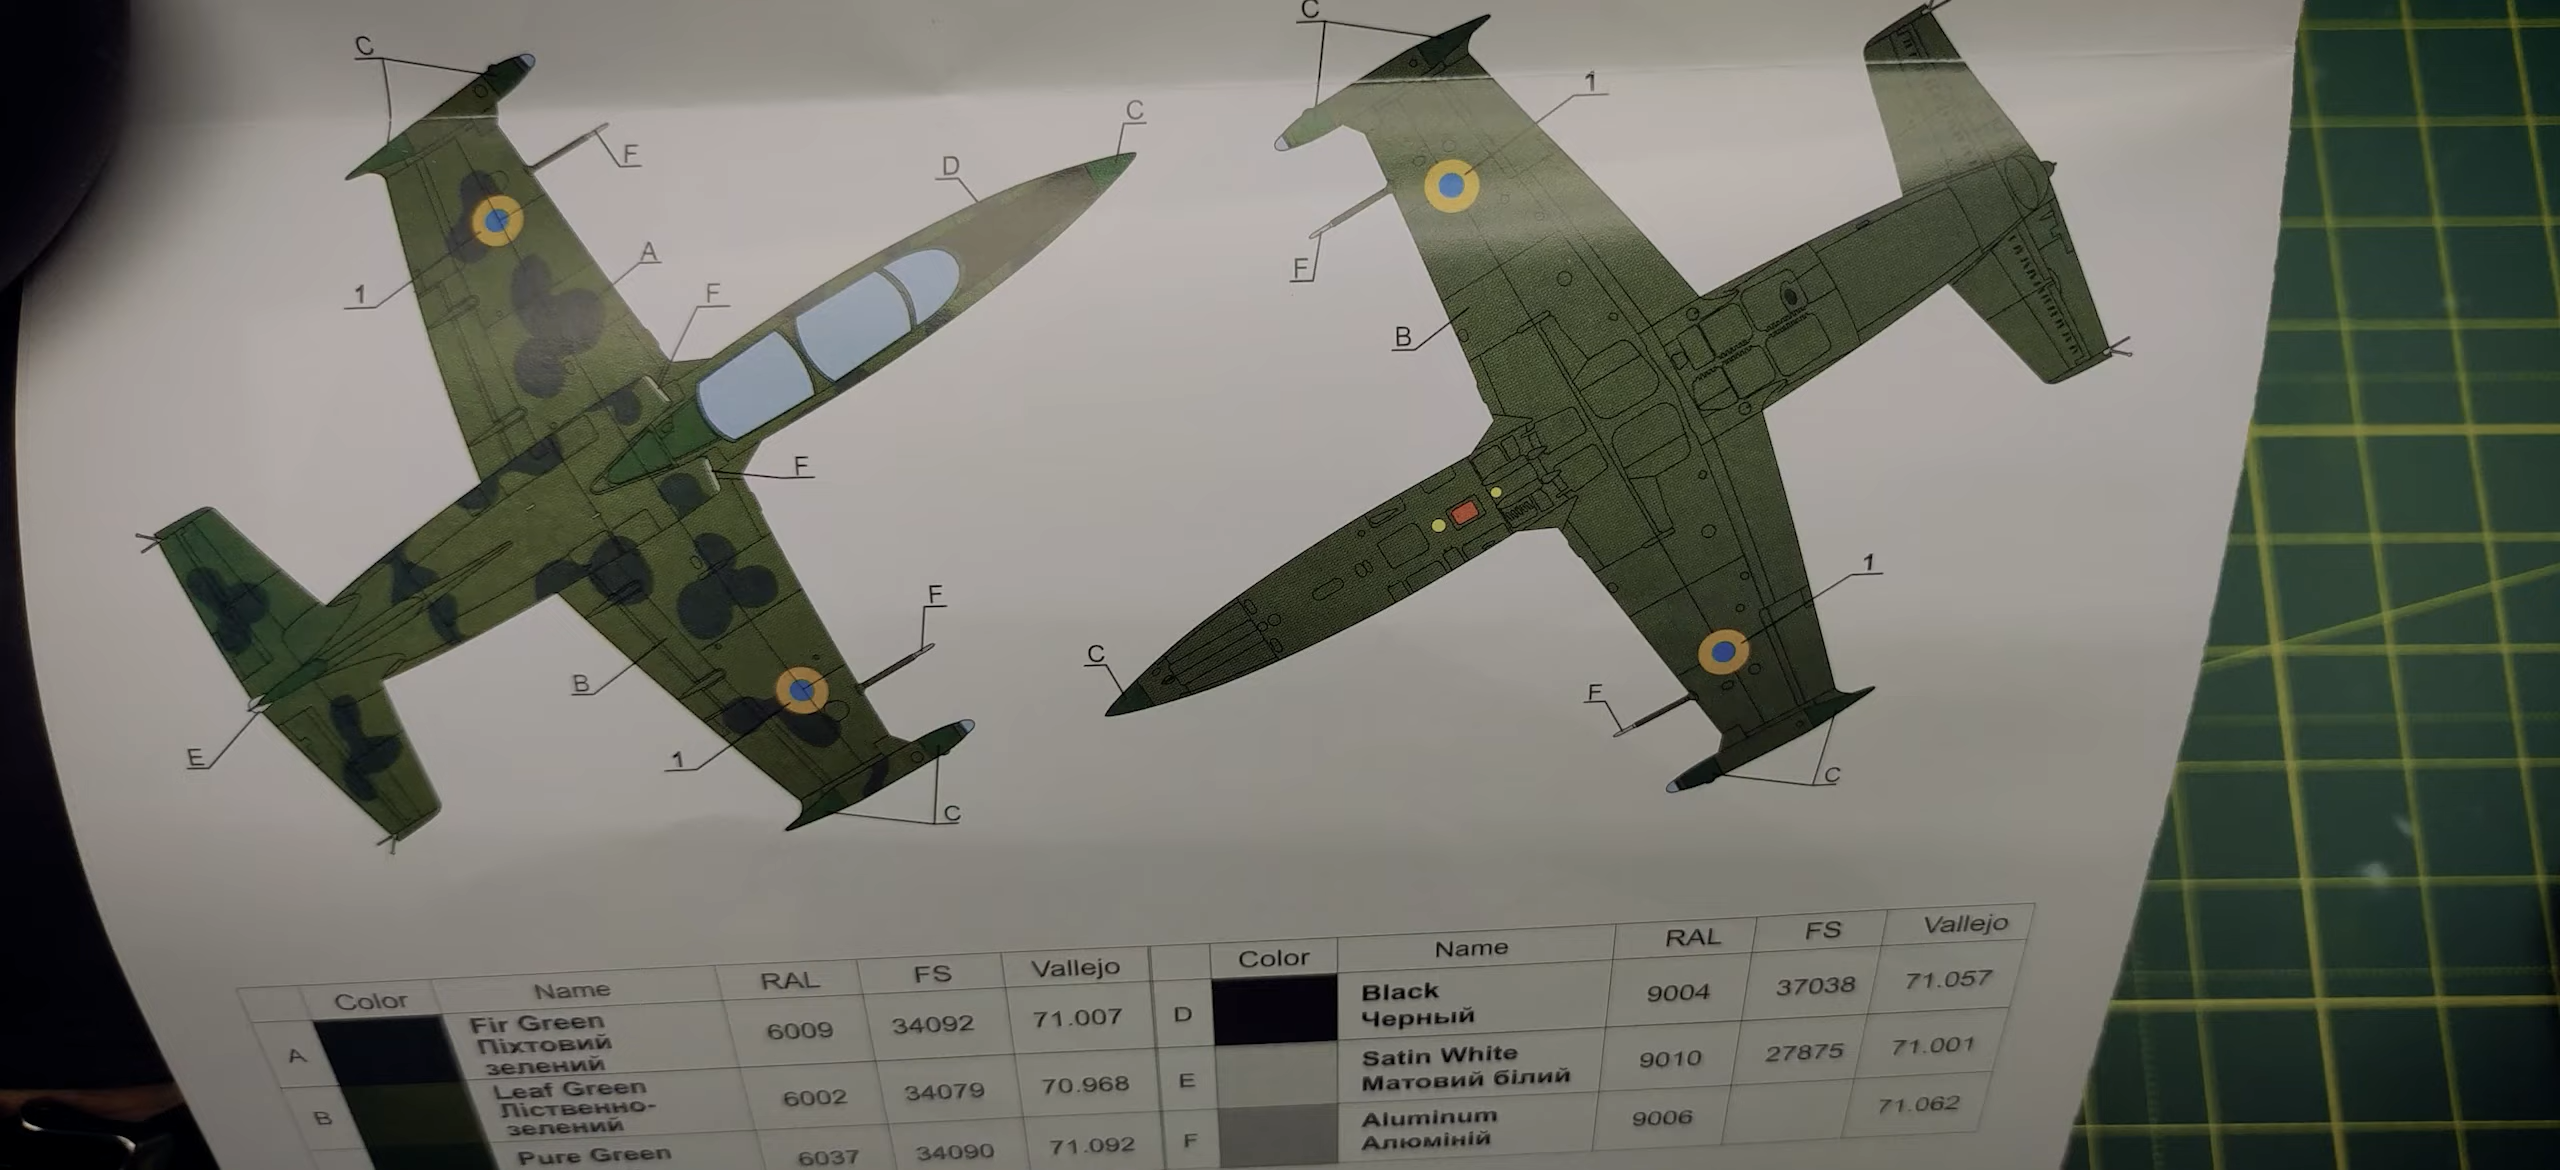 C
C
1
C
F
D
A
1
F
F
B
F
F
1
C
B
F
F
E
1
C
C
Color
Name
RAL
FS
Vallejo
A
Fir Green
Піхтовий
зелений
6009
34092
71.007
B
Leaf Green
Ліственно-
зелений
6002
34079
70.968
Pure Green
6037
34090
71.092
Color
Name
RAL
FS
Vallejo
D
Black
Черный
9004
37038
71.057
E
Satin White
Матовий білий
9010
27875
71.001
F
Aluminum
Алюміній
9006
71.062